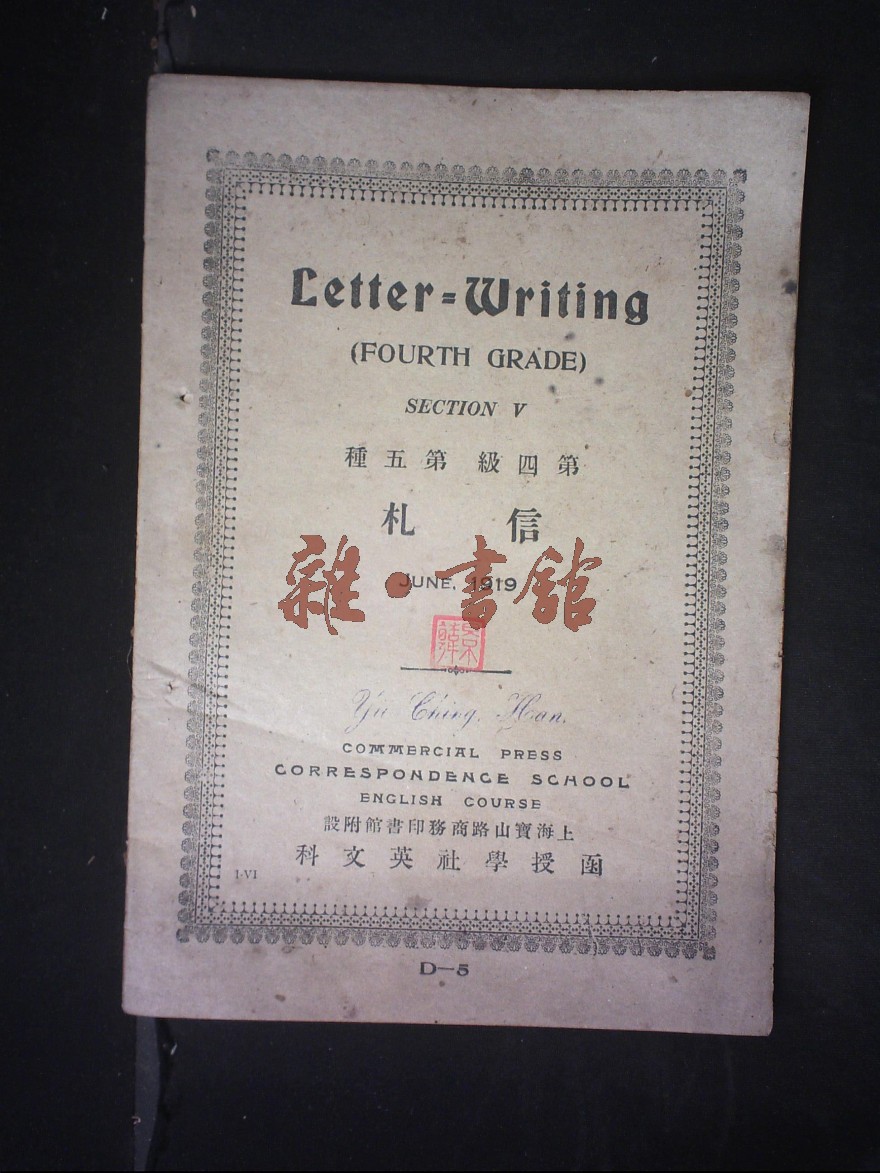 Letter=Writing
(FOURTH GRADE)
SECTION V
第四級 第五種
信札
雜·書館
JUNE, 1919
Yu Ching Han.
COMMERCIAL PRESS
CORRESPONDENCE SCHOOL
ENGLISH COURSE
上海寶山路商務印書館附設
函授學社英文科
I-VI
D—5